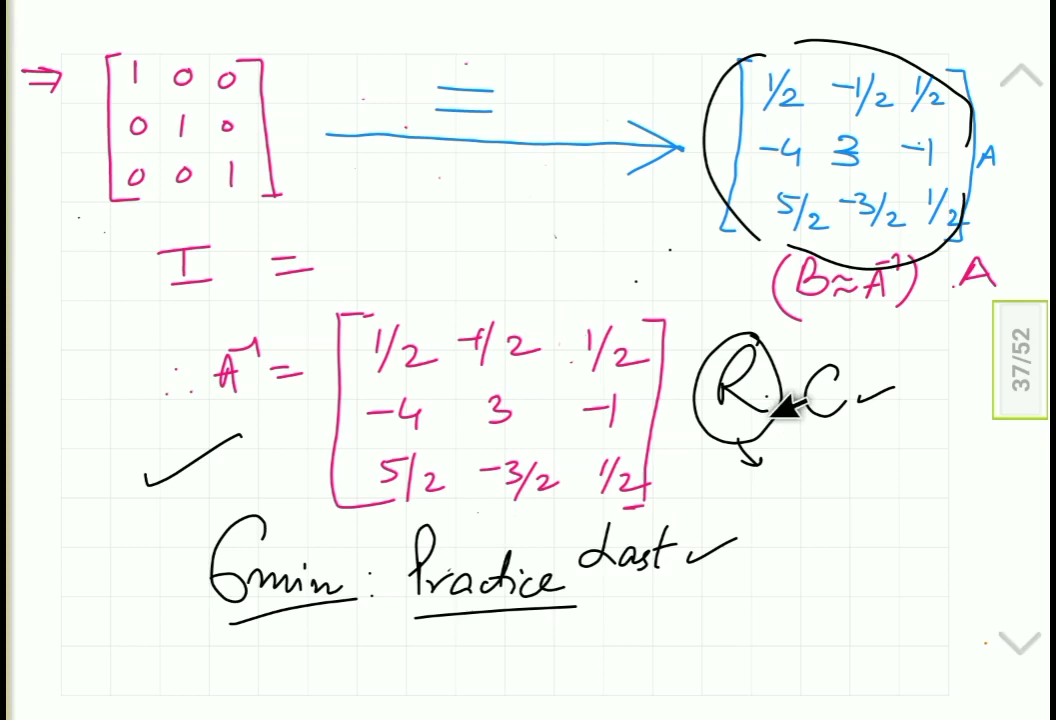 ⇒ [1 0 0 = [1/2 -1/2 1/2
0 1 0 → -4 3 -1
0 0 1] 5/2 -3/2 1/2] A
I = (B≈A⁻¹) .A
∴ A⁻¹ = [1/2 -1/2 1/2
-4 3 -1
5/2 -3/2 1/2]
R. C ✓
✓
6min : Practice Last ✓
37/52